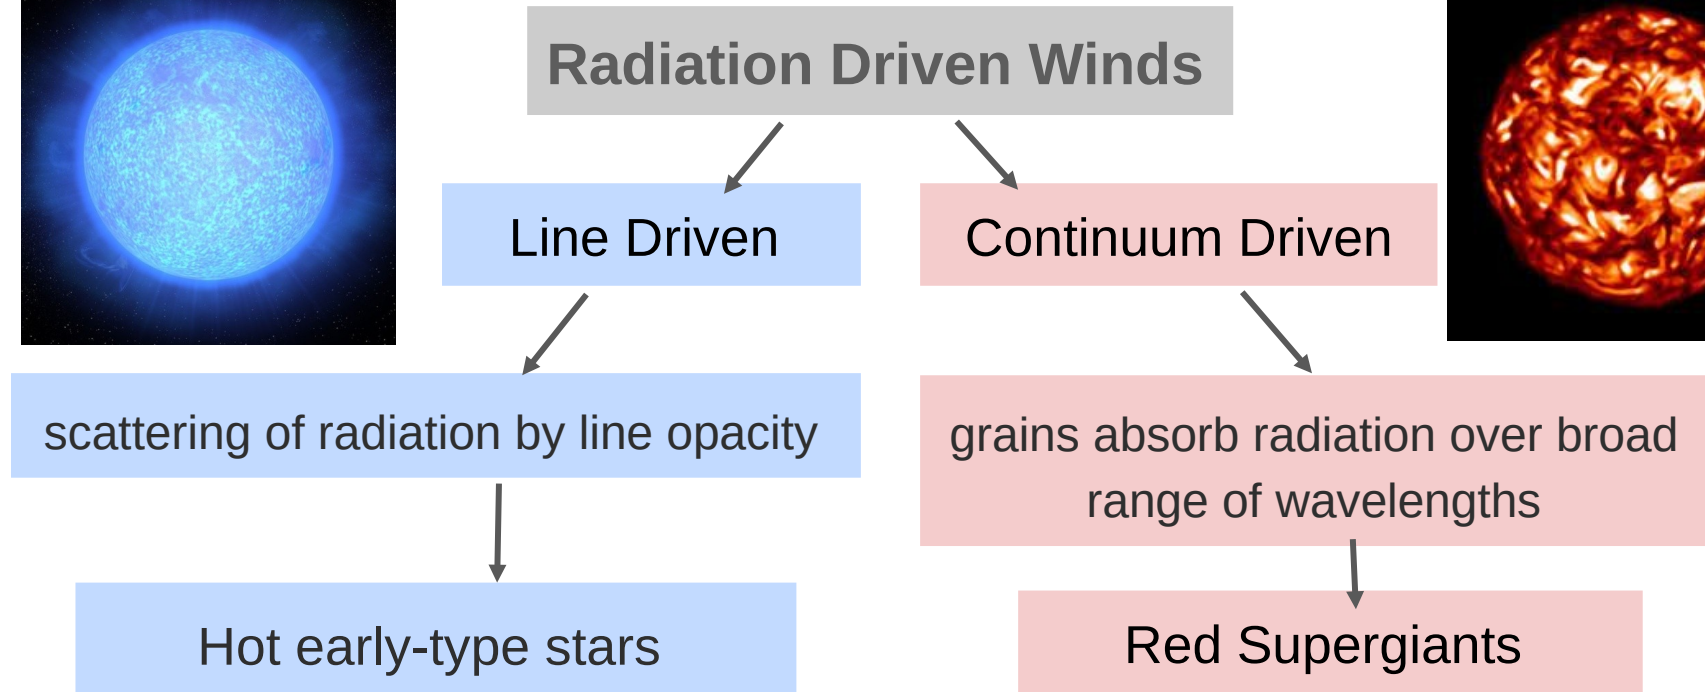 Radiation Driven Winds
Line Driven
Continuum Driven
scattering of radiation by line opacity
grains absorb radiation over broad
range of wavelengths
Hot early-type stars
Red Supergiants